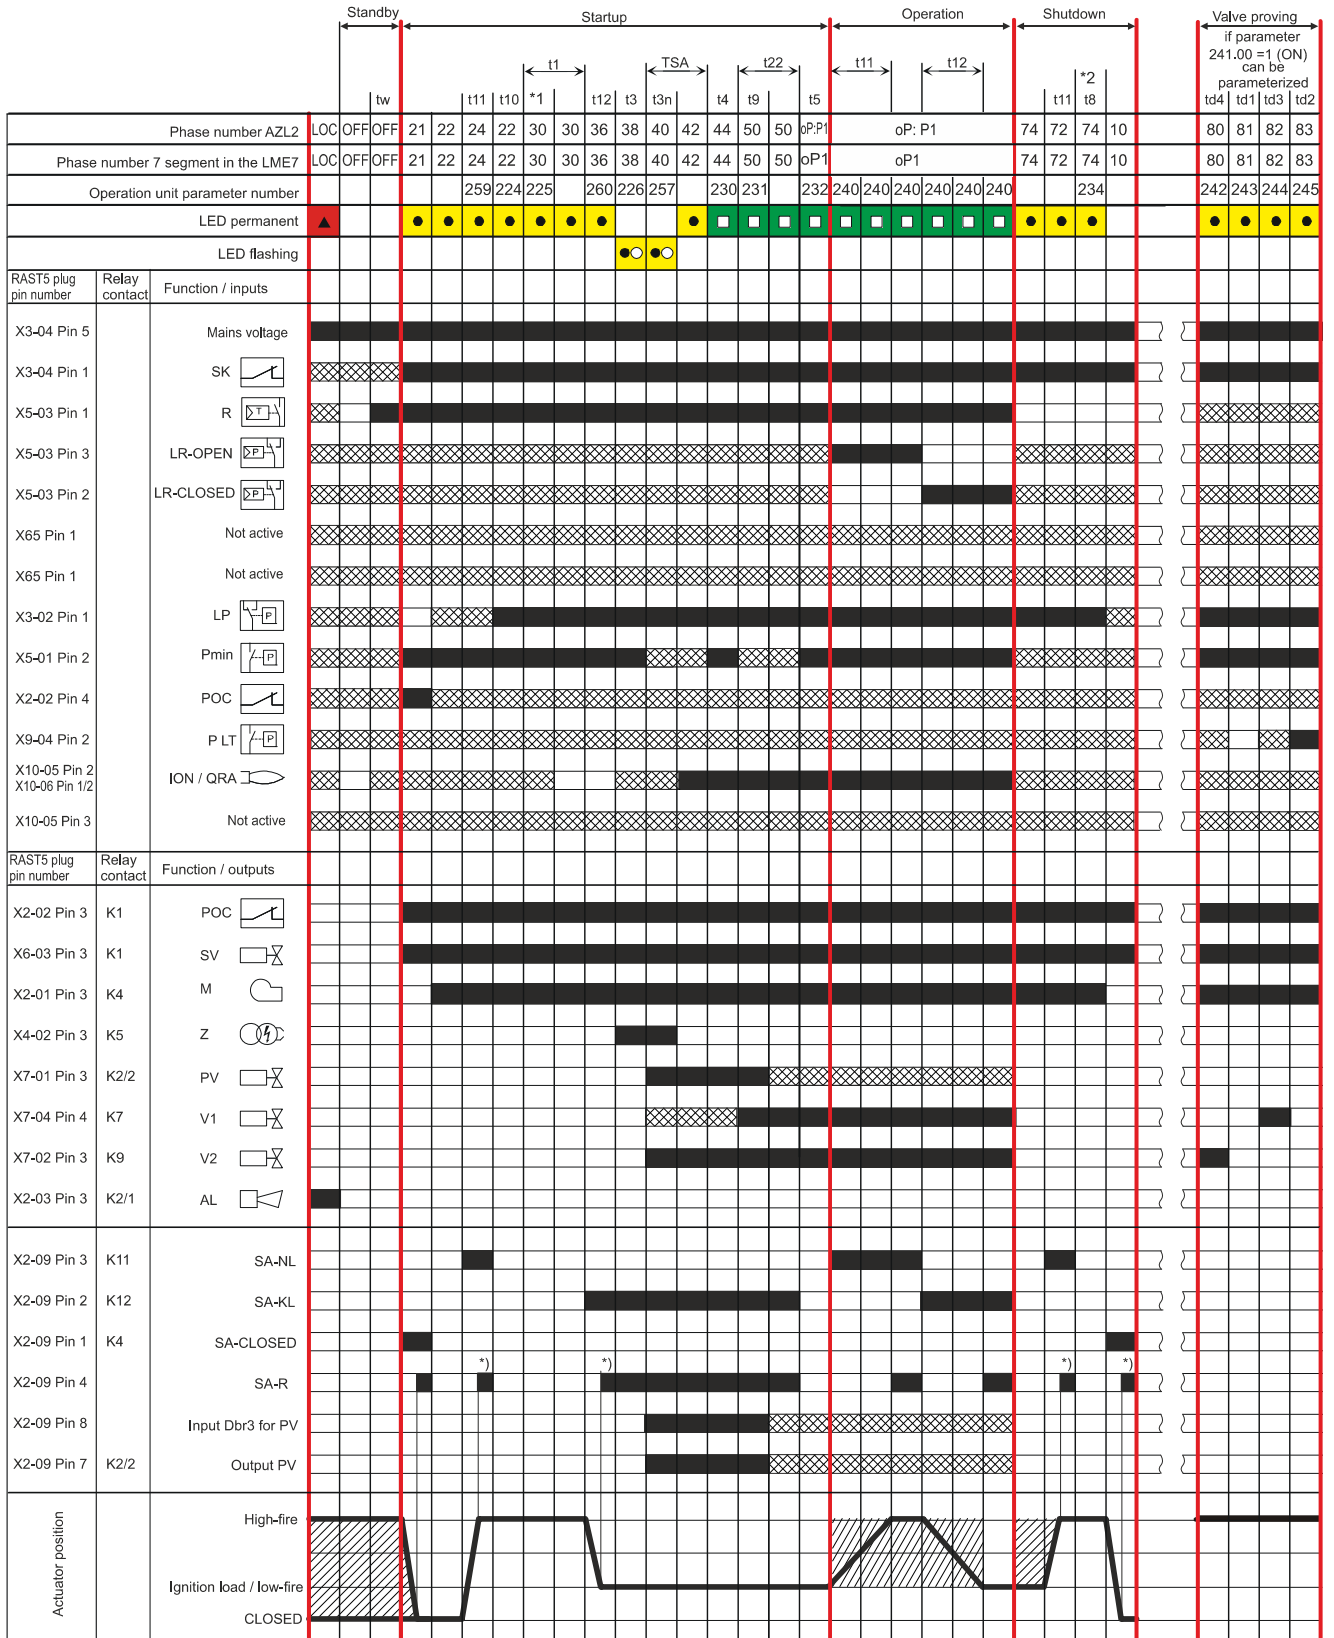 Standby Startup Operation Shutdown Valve proving
if parameter
241.00 =1 (ON)
can be
parameterized
t1 TSA t22 t11 t12 *2
tw t11 t10 *1 t12 t3 t3n t4 t9 t5 t11 t8 td4 td1 td3 td2
Phase number AZL2 LOC OFF OFF 21 22 24 22 30 30 36 38 40 42 44 50 50 oP:P1 oP: P1 74 72 74 10 80 81 82 83
Phase number 7 segment in the LME7 LOC OFF OFF 21 22 24 22 30 30 36 38 40 42 44 50 50 oP1 oP1 74 72 74 10 80 81 82 83
Operation unit parameter number 259 224 225 260 226 257 230 231 232 240 240 240 240 240 240 234 242 243 244 245
LED permanent
LED flashing
RAST5 plug
pin number
Relay
contact
Function / inputs
X3-04 Pin 5 Mains voltage
X3-04 Pin 1 SK
X5-03 Pin 1 R T
X5-03 Pin 3 LR-OPEN P
X5-03 Pin 2 LR-CLOSED P
X65 Pin 1 Not active
X65 Pin 1 Not active
X3-02 Pin 1 LP P
X5-01 Pin 2 Pmin P
X2-02 Pin 4 POC
X9-04 Pin 2 P LT P
X10-05 Pin 2
X10-06 Pin 1/2
ION / QRA
X10-05 Pin 3 Not active
RAST5 plug
pin number
Relay
contact
Function / outputs
X2-02 Pin 3 K1 POC
X6-03 Pin 3 K1 SV
X2-01 Pin 3 K4 M
X4-02 Pin 3 K5 Z
X7-01 Pin 3 K2/2 PV
X7-04 Pin 4 K7 V1
X7-02 Pin 3 K9 V2
X2-03 Pin 3 K2/1 AL
X2-09 Pin 3 K11 SA-NL
X2-09 Pin 2 K12 SA-KL
X2-09 Pin 1 K4 SA-CLOSED
*) *) *) *)
X2-09 Pin 4 SA-R
X2-09 Pin 8 Input Dbr3 for PV
X2-09 Pin 7 K2/2 Output PV
Actuator position
High-fire
Ignition load / low-fire
CLOSED